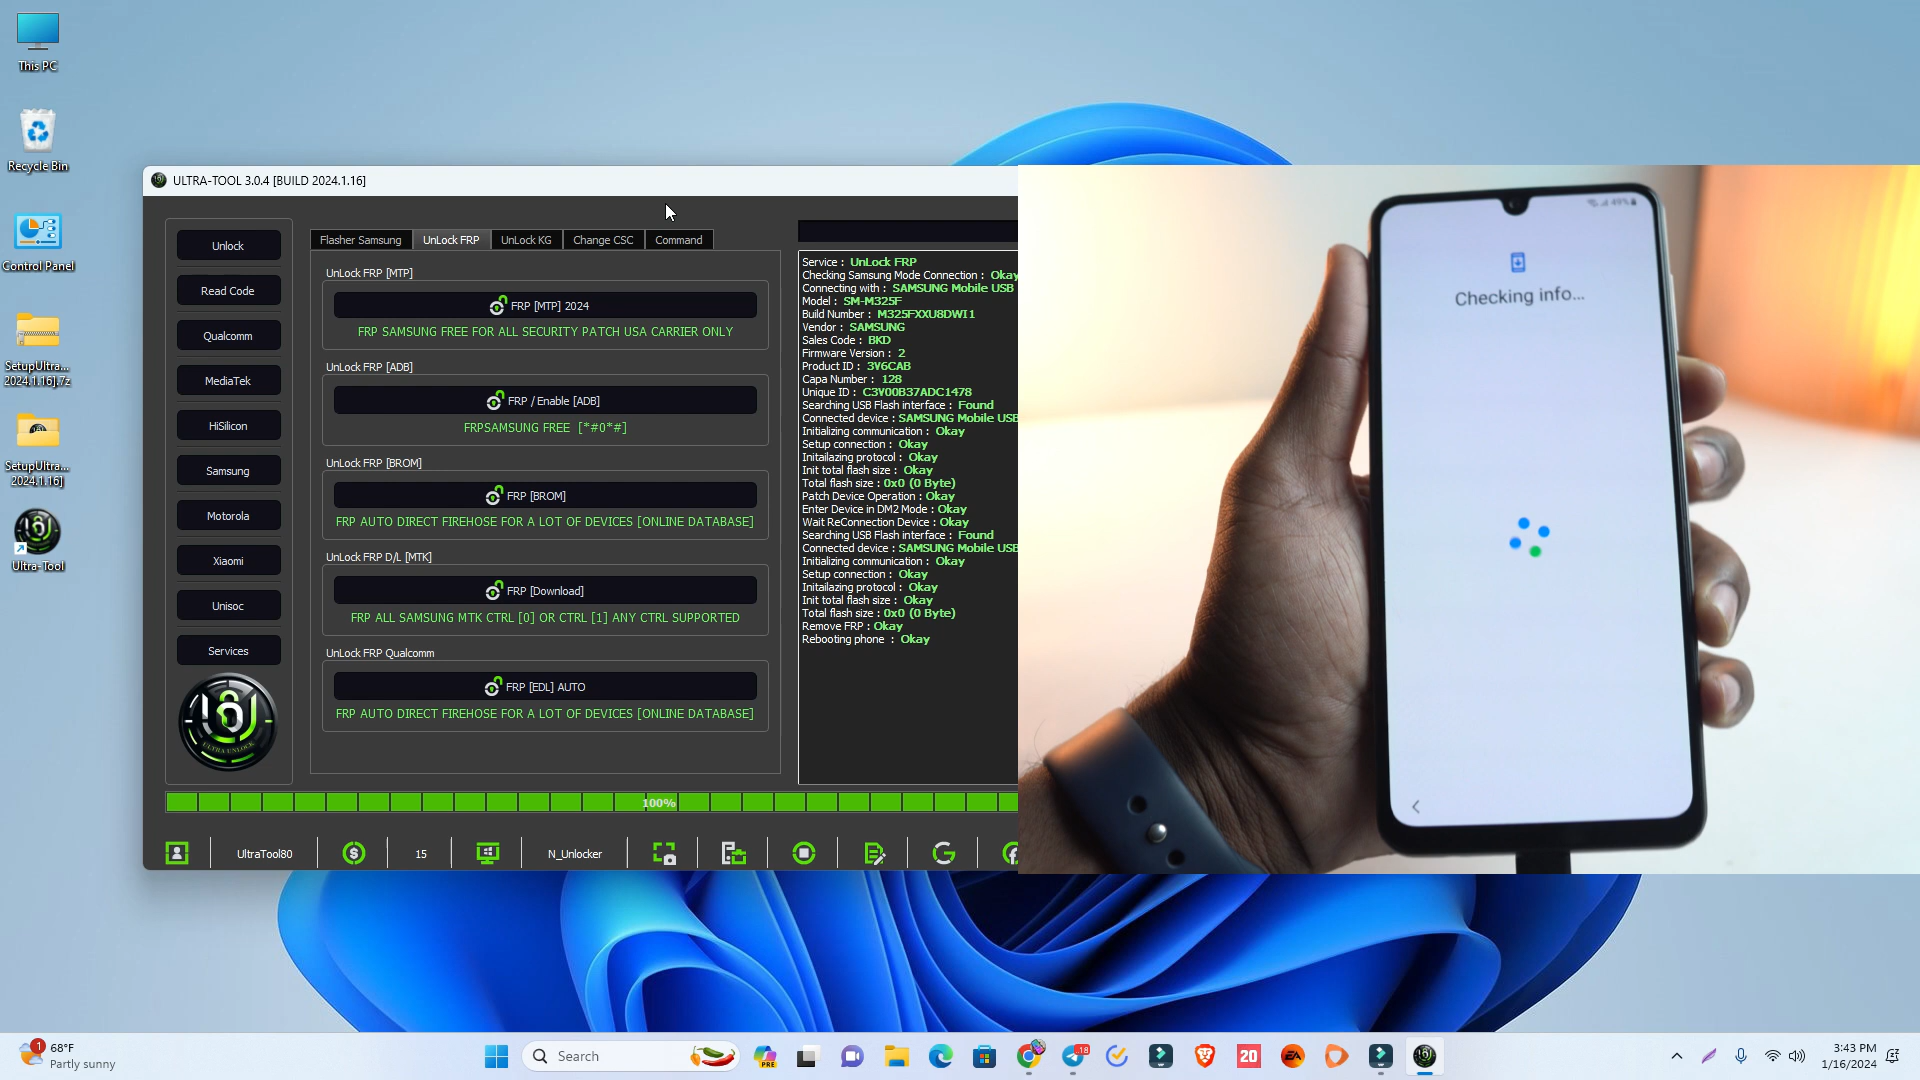 This PC
Recycle Bin
Control Panel
SetupUltra...
2024.1.16].7z
SetupUltra...
2024.1.16]
Ultra-Tool
ULTRA-TOOL 3.0.4 [BUILD 2024.1.16]
Unlock
Read Code
Qualcomm
MediaTek
HiSilicon
Samsung
Motorola
Xiaomi
Unisoc
Services
ULTRA UNLOCK
Flasher Samsung
UnLock FRP
UnLock KG
Change CSC
Command
UnLock FRP [MTP]
FRP [MTP] 2024
FRP SAMSUNG FREE FOR ALL SECURITY PATCH USA CARRIER ONLY
UnLock FRP [ADB]
FRP / Enable [ADB]
FRPSAMSUNG FREE [*#0*#]
UnLock FRP [BROM]
FRP [BROM]
FRP AUTO DIRECT FIREHOSE FOR A LOT OF DEVICES [ONLINE DATABASE]
UnLock FRP D/L [MTK]
FRP [Download]
FRP ALL SAMSUNG MTK CTRL [0] OR CTRL [1] ANY CTRL SUPPORTED
UnLock FRP Qualcomm
FRP [EDL] AUTO
FRP AUTO DIRECT FIREHOSE FOR A LOT OF DEVICES [ONLINE DATABASE]
Service : UnLock FRP
Checking Samsung Mode Connection : Okay
Connecting with : SAMSUNG Mobile USB
Model : SM-M325F
Build Number : M325FXXU8DWI1
Vendor : SAMSUNG
Sales Code : BKD
Firmware Version : 2
Product ID : 3V6CAB
Capa Number : 128
Unique ID : C3V00B37ADC1478
Searching USB Flash interface : Found
Connected device : SAMSUNG Mobile USB
Initializing communication : Okay
Setup connection : Okay
Initailazing protocol : Okay
Init total flash size : Okay
Total flash size : 0x0 (0 Byte)
Patch Device Operation : Okay
Enter Device in DM2 Mode : Okay
Wait ReConnection Device : Okay
Searching USB Flash interface : Found
Connected device : SAMSUNG Mobile USB
Initializing communication : Okay
Setup connection : Okay
Initailazing protocol : Okay
Init total flash size : Okay
Total flash size : 0x0 (0 Byte)
Remove FRP : Okay
Rebooting phone : Okay
100%
UltraTool80
15
N_Unlocker
49%
Checking info...
1
68°F
Partly sunny
Search
PRE
18
20
EA
3:43 PM
1/16/2024